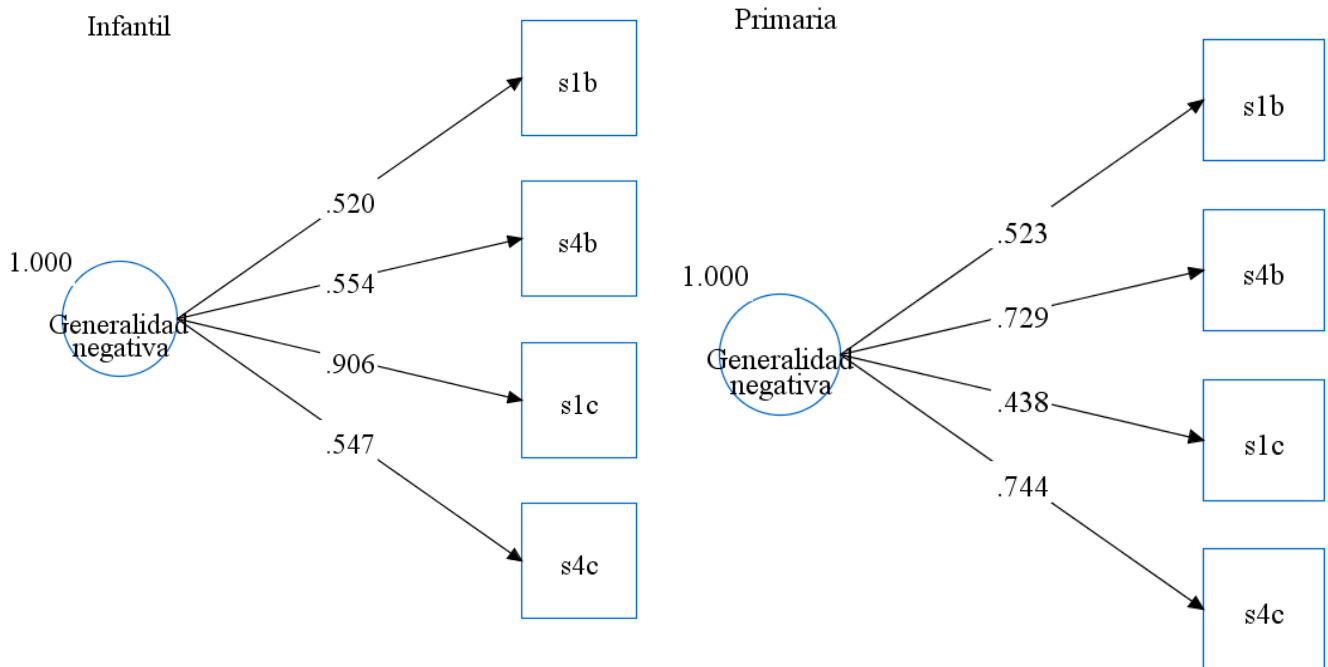 Infantil
s1b
.520
s4b
.554
1.000
Generalidad
negativa
.906
s1c
.547
s4c
Primaria
s1b
.523
s4b
.729
1.000
Generalidad
negativa
.438
s1c
.744
s4c